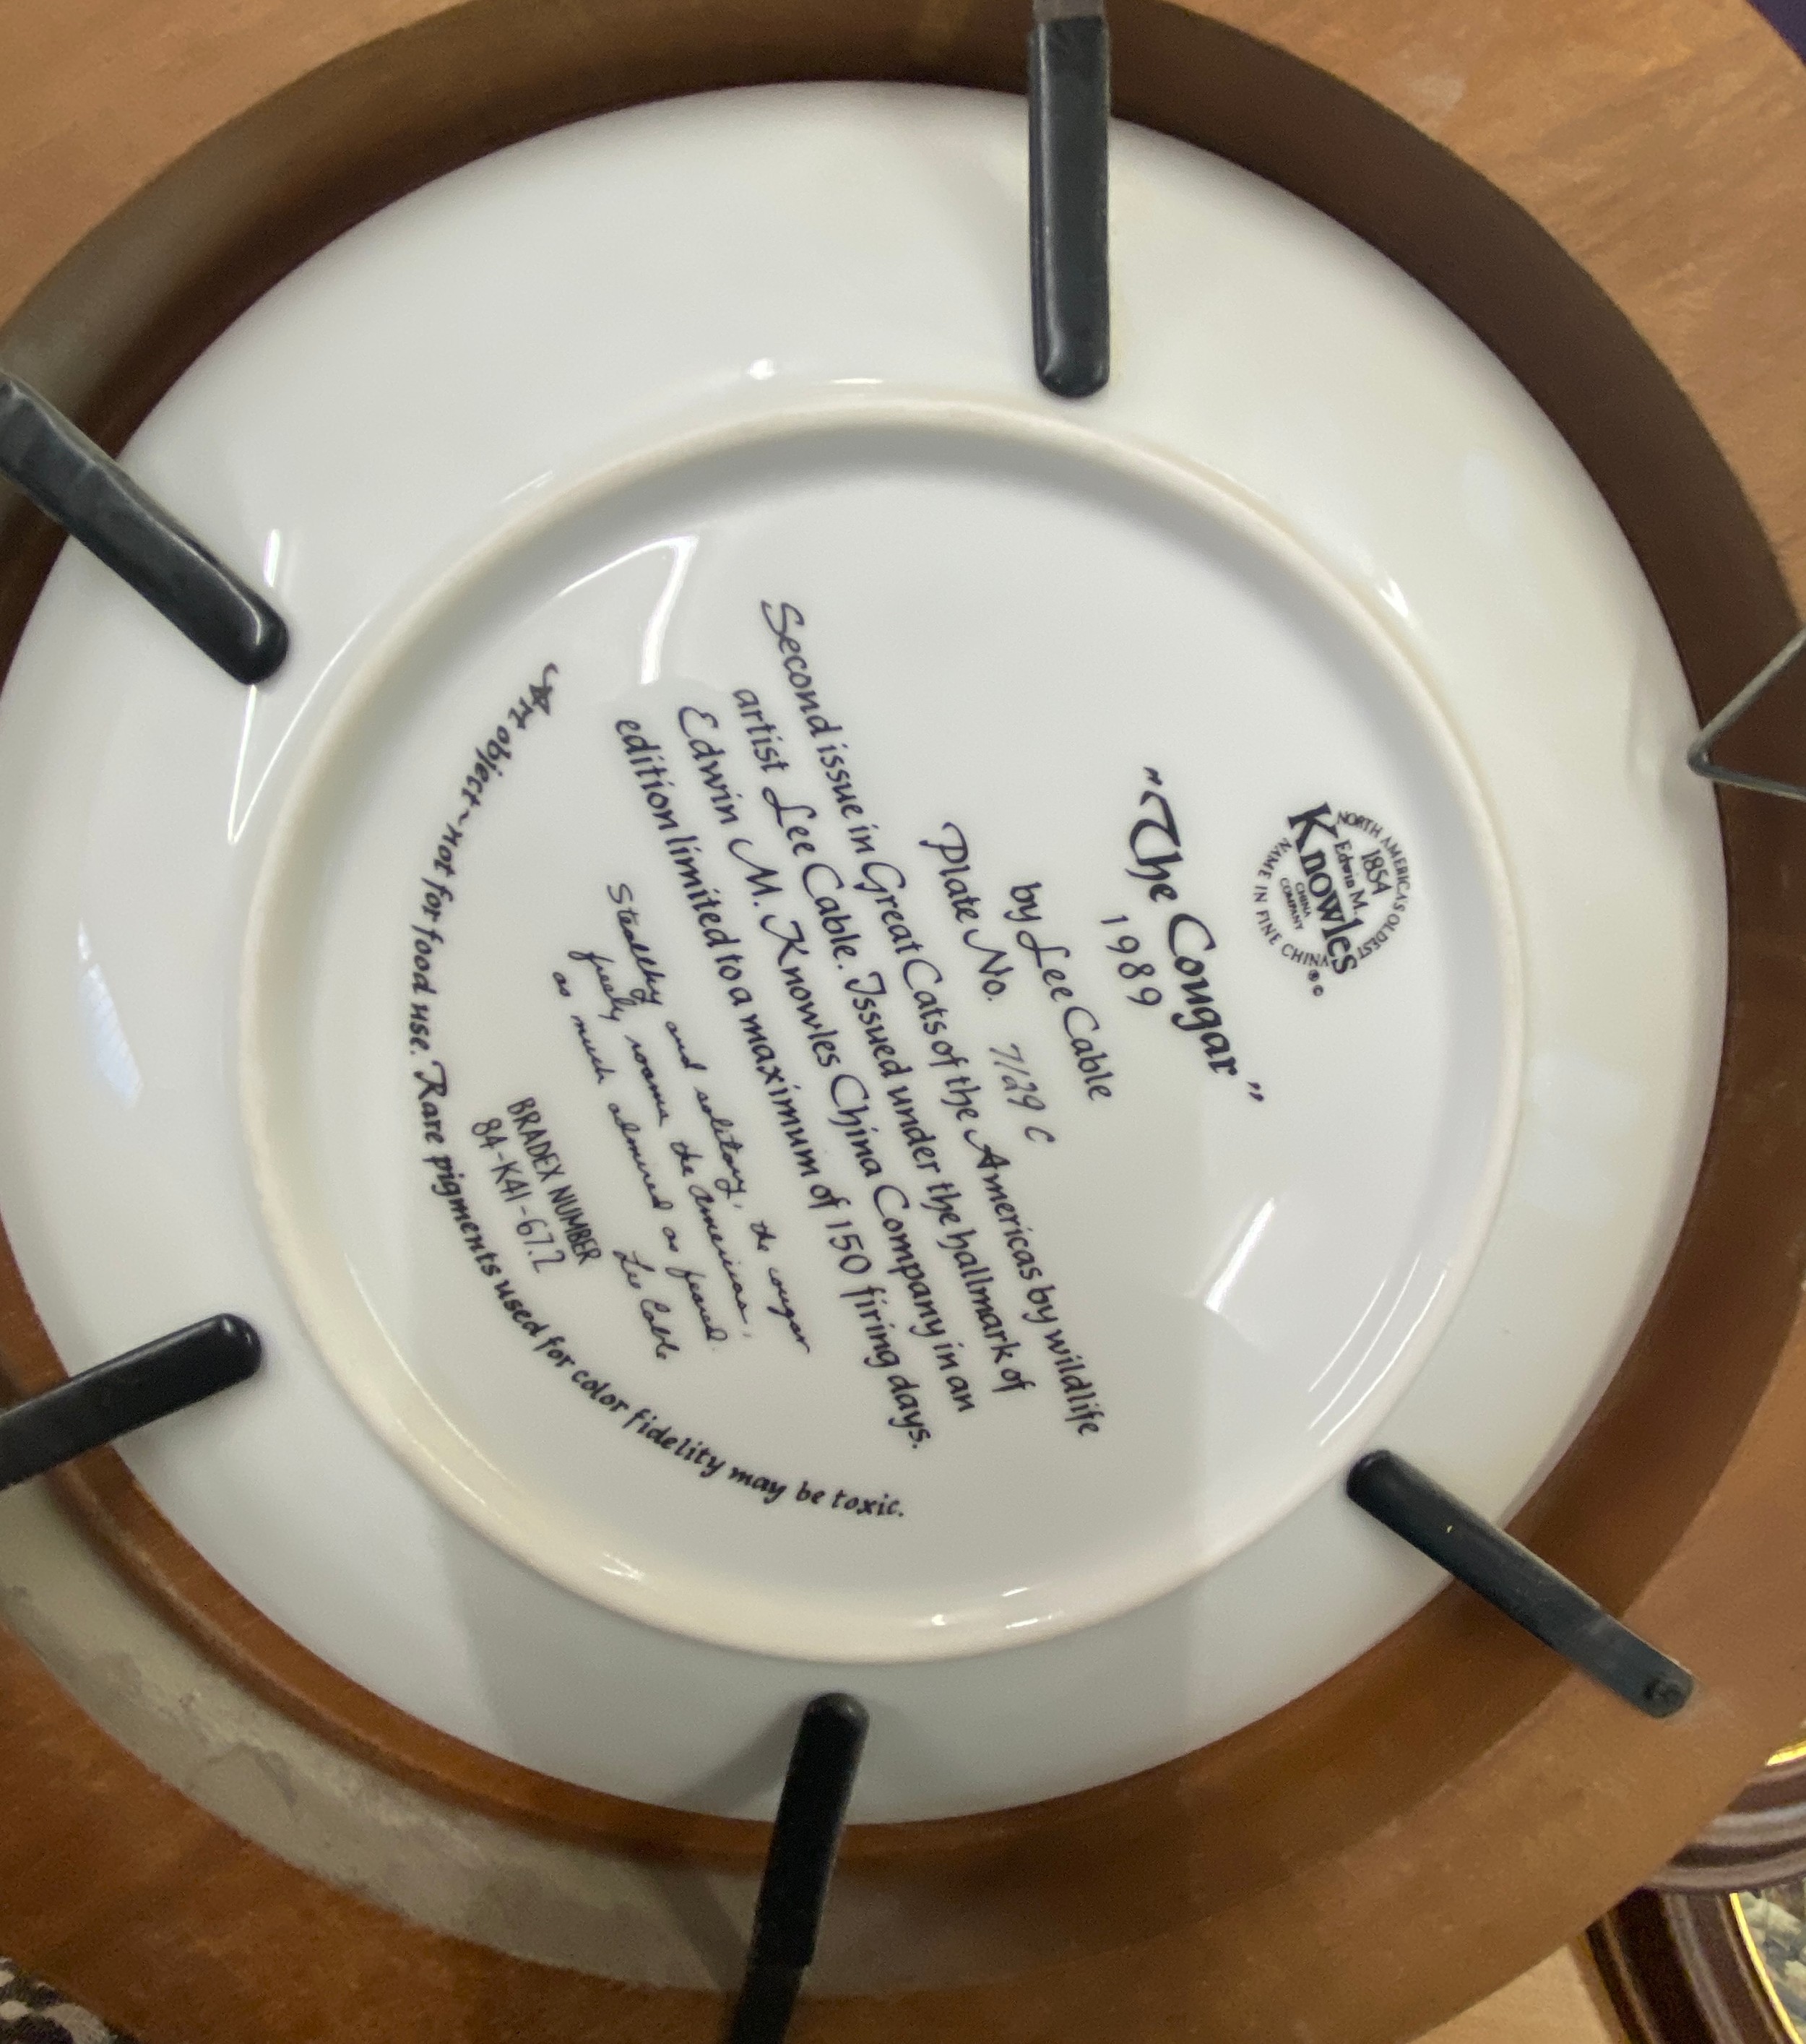 NORTH AMERICA'S OLDEST
1854
Edwin M.
Knowles
CHINA
COMPANY
NAME IN FINE CHINA
® ©
"The Cougar"
1989
by Lee Cable
Plate No. 7129 C
Second issue in Great Cats of the Americas by wildlife
artist Lee Cable. Issued under the hallmark of
Edwin M. Knowles China Company in an
edition limited to a maximum of 150 firing days.
Stealthy and solitary, the cougar
freely roams the Americas,
as much admired as feared.
Lee Cable
BRADEX NUMBER
84-K41-67.2
Art object~not for food use. Rare pigments used for color fidelity may be toxic.